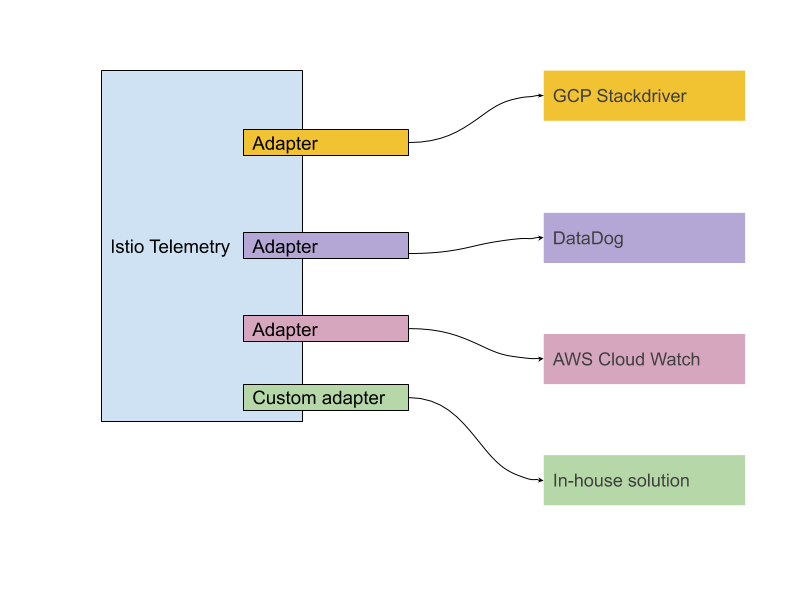 GCP Stackdriver
Adapter
Istio Telemetry
Adapter
DataDog
Adapter
AWS Cloud Watch
Custom adapter
In-house solution